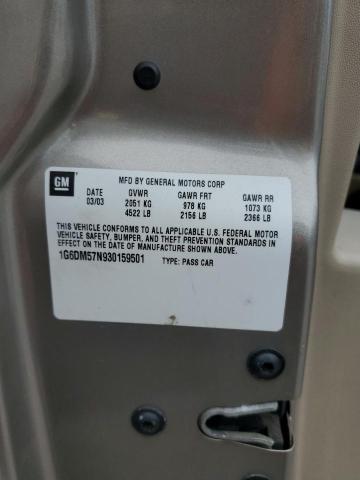 GM
MFD BY GENERAL MOTORS CORP
DATE GVWR GAWR FRT GAWR RR
03/03 2051 KG 978 KG 1073 KG
4522 LB 2156 LB 2366 LB
THIS VEHICLE CONFORMS TO ALL APPLICABLE U.S. FEDERAL MOTOR
VEHICLE SAFETY, BUMPER, AND THEFT PREVENTION STANDARDS IN
EFFECT ON THE DATE OF MANUFACTURE SHOWN ABOVE.
1G6DM57N930159501 TYPE: PASS CAR